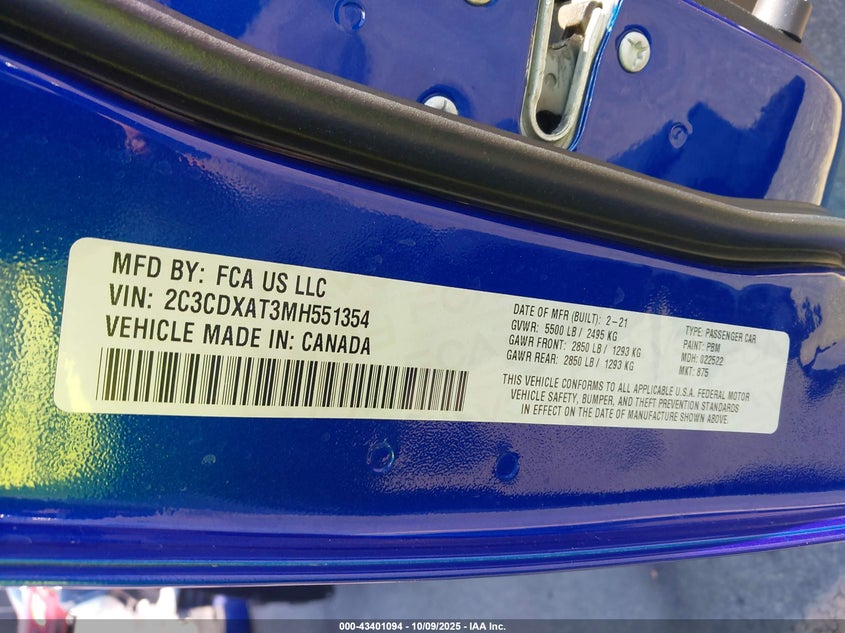 MFD BY: FCA US LLC
VIN: 2C3CDXAT3MH551354
VEHICLE MADE IN: CANADA
DATE OF MFR (BUILT): 2-21
GVWR: 5500 LB / 2495 KG
GAWR FRONT: 2850 LB / 1293 KG
GAWR REAR: 2850 LB / 1293 KG
TYPE: PASSENGER CAR
PAINT: PBM
MDH: 022522
MKT: 875
THIS VEHICLE CONFORMS TO ALL APPLICABLE U.S.A. FEDERAL MOTOR
VEHICLE SAFETY, BUMPER, AND THEFT PREVENTION STANDARDS
IN EFFECT ON THE DATE OF MANUFACTURE SHOWN ABOVE.
000-43401094 - 10/09/2025 - IAA Inc.